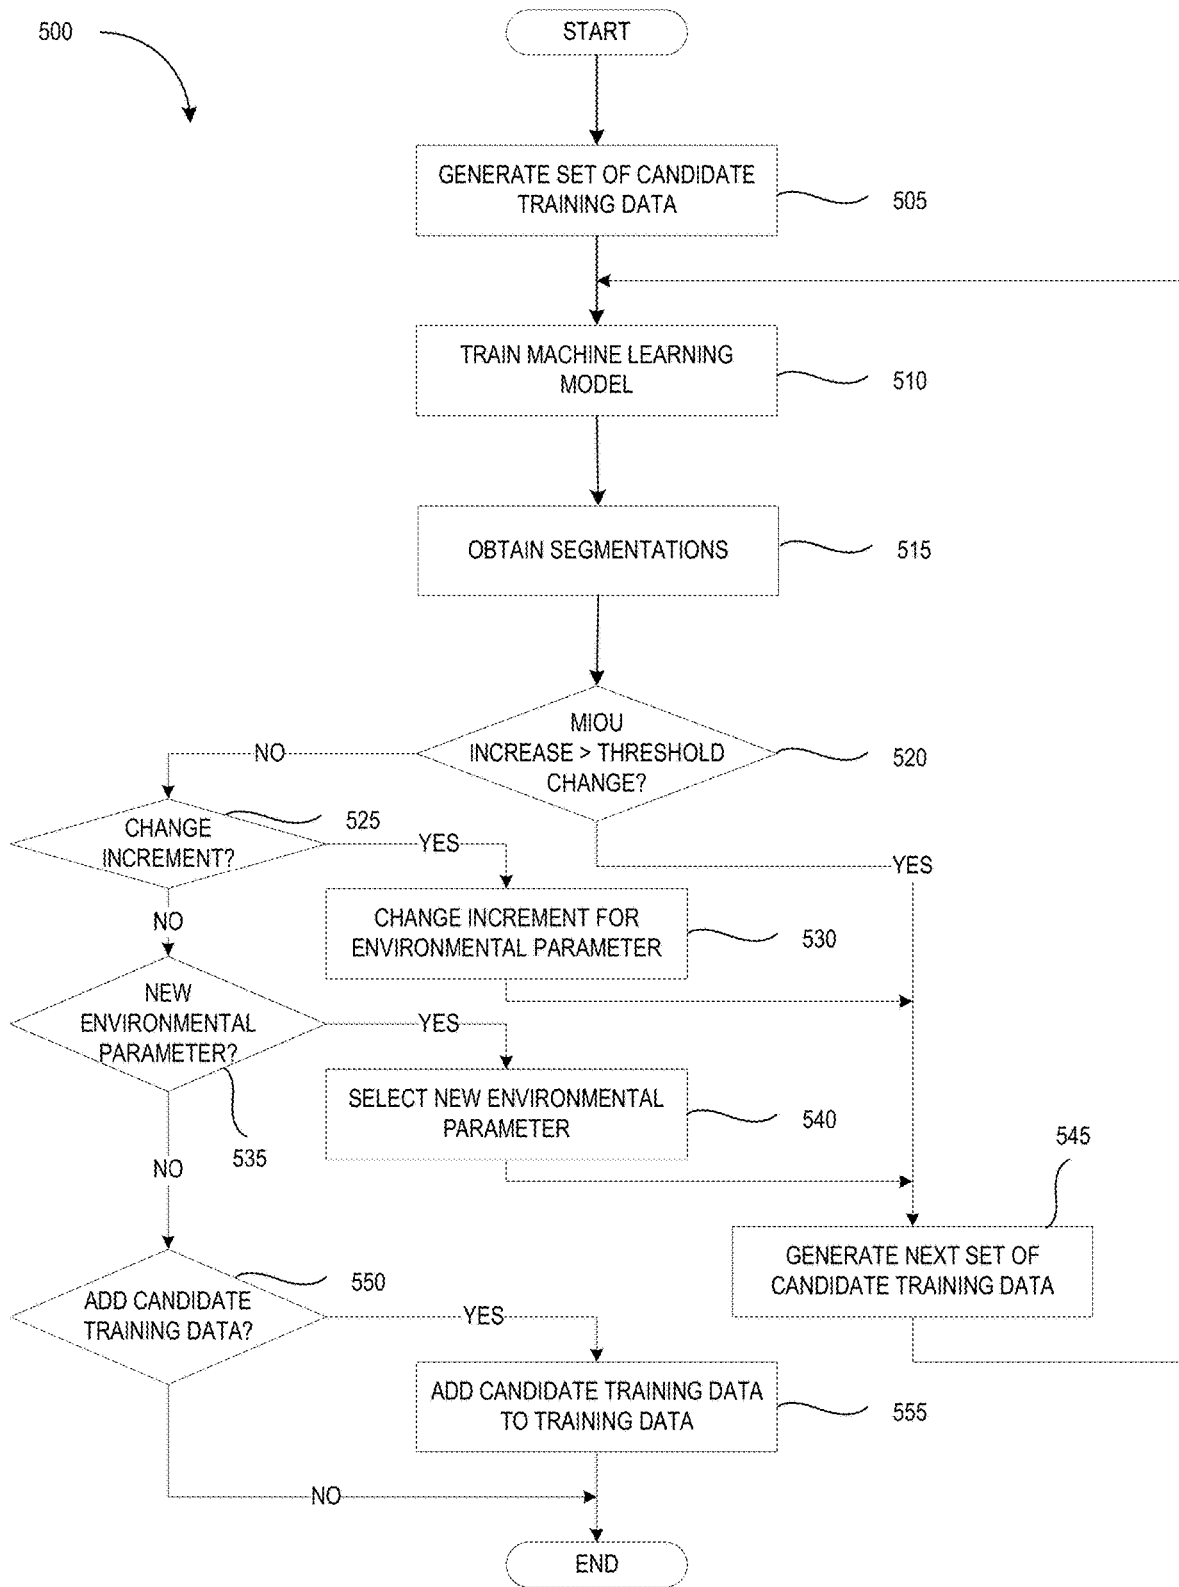 500
START
GENERATE SET OF CANDIDATE
TRAINING DATA
505
TRAIN MACHINE LEARNING
MODEL
510
OBTAIN SEGMENTATIONS
515
MIOU
INCREASE > THRESHOLD
CHANGE?
520
NO
YES
CHANGE
INCREMENT?
525
YES
NO
CHANGE INCREMENT FOR
ENVIRONMENTAL PARAMETER
530
NEW
ENVIRONMENTAL
PARAMETER?
535
YES
NO
SELECT NEW ENVIRONMENTAL
PARAMETER
540
545
GENERATE NEXT SET OF
CANDIDATE TRAINING DATA
ADD CANDIDATE
TRAINING DATA?
550
YES
ADD CANDIDATE TRAINING DATA
TO TRAINING DATA
555
NO
END